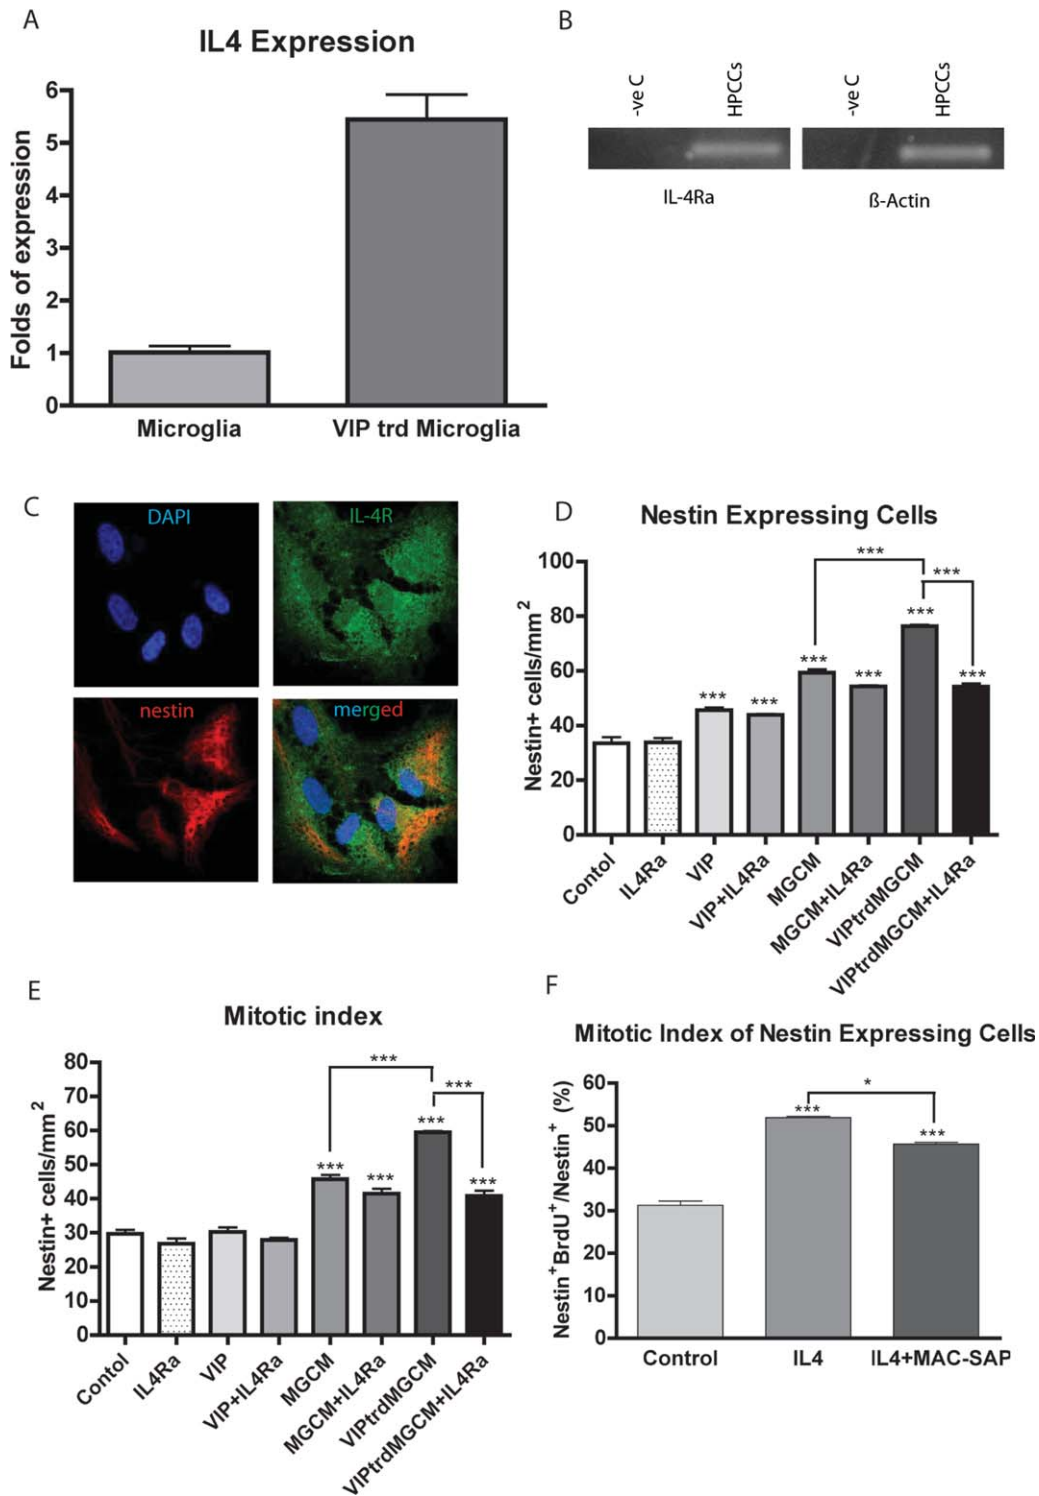 A
IL4 Expression
Folds of expression
6
5
4
3
2
1
0
Microglia
VIP trd Microglia
B
-ve C
HPCCs
-ve C
HPCCs
IL-4Ra
ß-Actin
C
DAPI
IL-4R
nestin
merged
D
Nestin Expressing Cells
Nestin+ cells/mm²
100
80
60
40
20
0
***
***
***
***
***
***
***
***
Contol
IL4Ra
VIP
VIP+IL4Ra
MGCM
MGCM+IL4Ra
VIPtrdMGCM
VIPtrdMGCM+IL4Ra
E
Mitotic index
Nestin+ cells/mm²
80
70
60
50
40
30
20
10
0
***
***
***
***
***
***
Contol
IL4Ra
VIP
VIP+IL4Ra
MGCM
MGCM+IL4Ra
VIPtrdMGCM
VIPtrdMGCM+IL4Ra
F
Mitotic Index of Nestin Expressing Cells
Nestin⁺BrdU⁺/Nestin⁺ (%)
60
50
40
30
20
10
0
*
***
***
Control
IL4
IL4+MAC-SAP